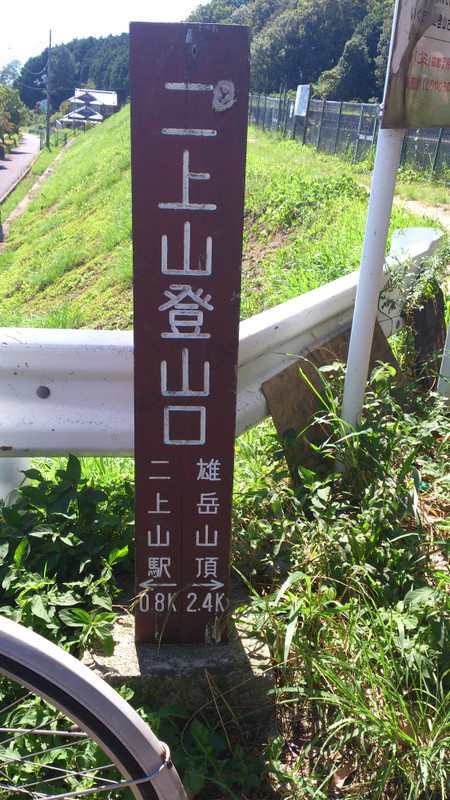 二上山登山口
雄岳山頂
→
2.4K
二上山駅
←
0.8K